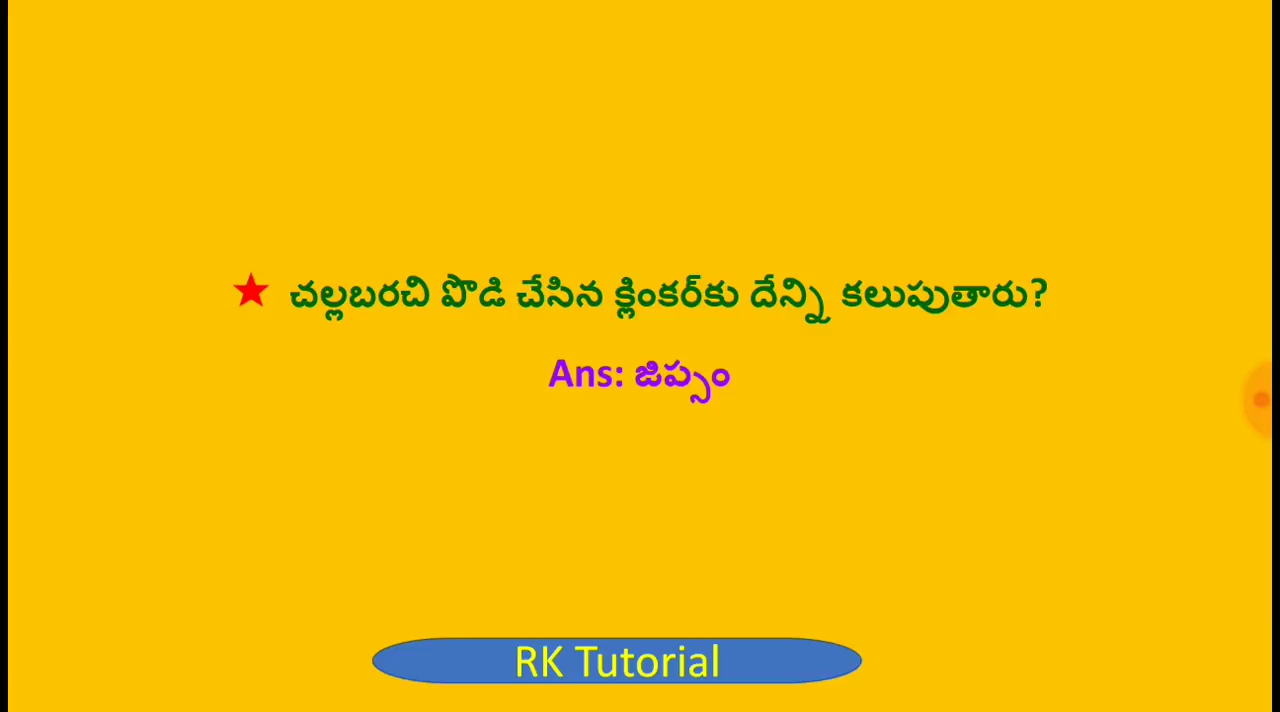 ★ చల్లబరచి పొడి చేసిన క్లింకర్‌కు దేన్ని కలుపుతారు?
Ans: జిప్సం
RK Tutorial